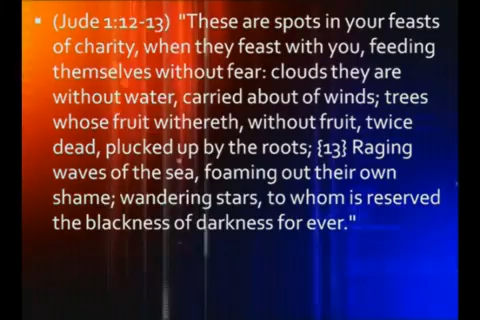 ▪ (Jude 1:12-13) "These are spots in your feasts
of charity, when they feast with you, feeding
themselves without fear: clouds they are
without water, carried about of winds; trees
whose fruit withereth, without fruit, twice
dead, plucked up by the roots; {13} Raging
waves of the sea, foaming out their own
shame; wandering stars, to whom is reserved
the blackness of darkness for ever."